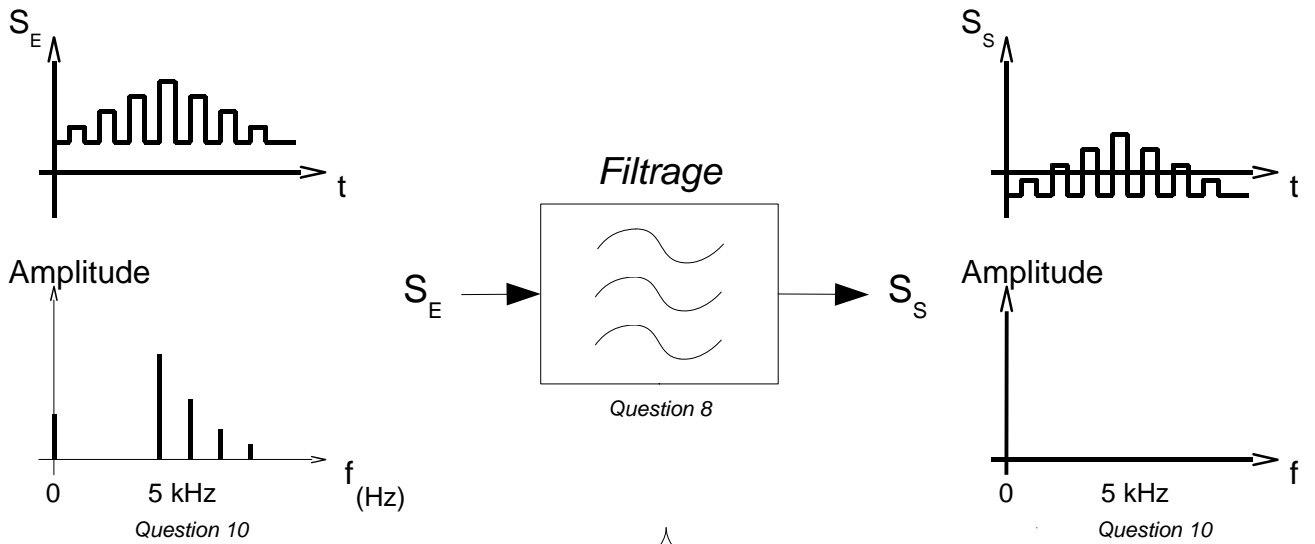 S_E
t
Amplitude
0
5 kHz
f (Hz)
Question 10
Filtrage
S_E
S_S
Question 8
S_S
t
Amplitude
0
5 kHz
f
Question 10